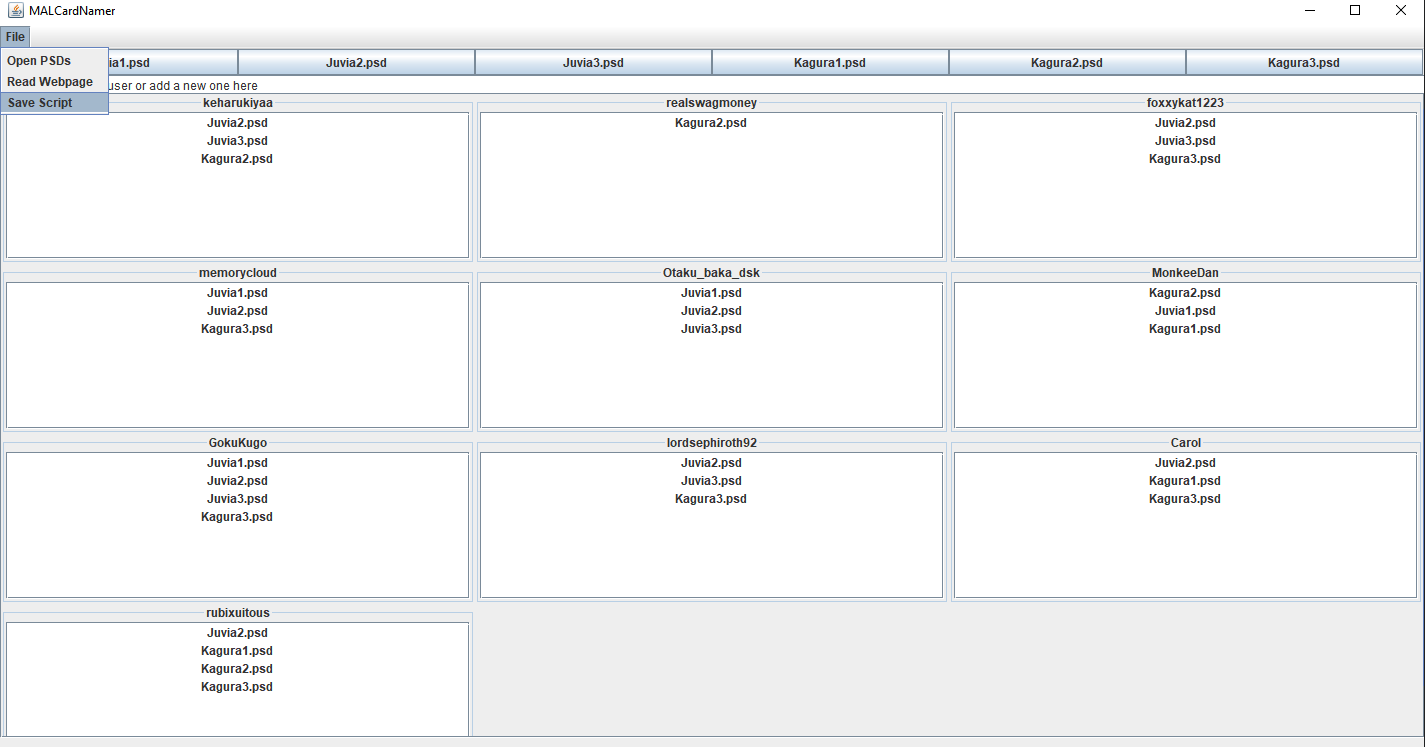 MALCardNamer
File
Open PSDs
Read Webpage
Save Script
ia1.psd
Juvia2.psd
Juvia3.psd
Kagura1.psd
Kagura2.psd
Kagura3.psd
user or add a new one here
keharukiyaa
Juvia2.psd
Juvia3.psd
Kagura2.psd
realswagmoney
Kagura2.psd
foxxykat1223
Juvia2.psd
Juvia3.psd
Kagura3.psd
memorycloud
Juvia1.psd
Juvia2.psd
Kagura3.psd
Otaku_baka_dsk
Juvia1.psd
Juvia2.psd
Juvia3.psd
MonkeeDan
Kagura2.psd
Juvia1.psd
Kagura1.psd
GokuKugo
Juvia1.psd
Juvia2.psd
Juvia3.psd
Kagura3.psd
lordsephiroth92
Juvia2.psd
Juvia3.psd
Kagura3.psd
Carol
Juvia2.psd
Kagura1.psd
Kagura3.psd
rubixuitous
Juvia2.psd
Kagura1.psd
Kagura2.psd
Kagura3.psd